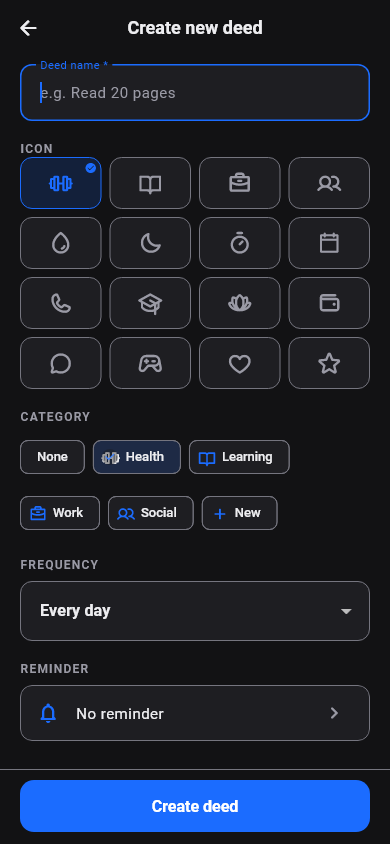 Create new deed
Deed name *
e.g. Read 20 pages
ICON
CATEGORY
None
Health
Learning
Work
Social
New
FREQUENCY
Every day
REMINDER
No reminder
Create deed